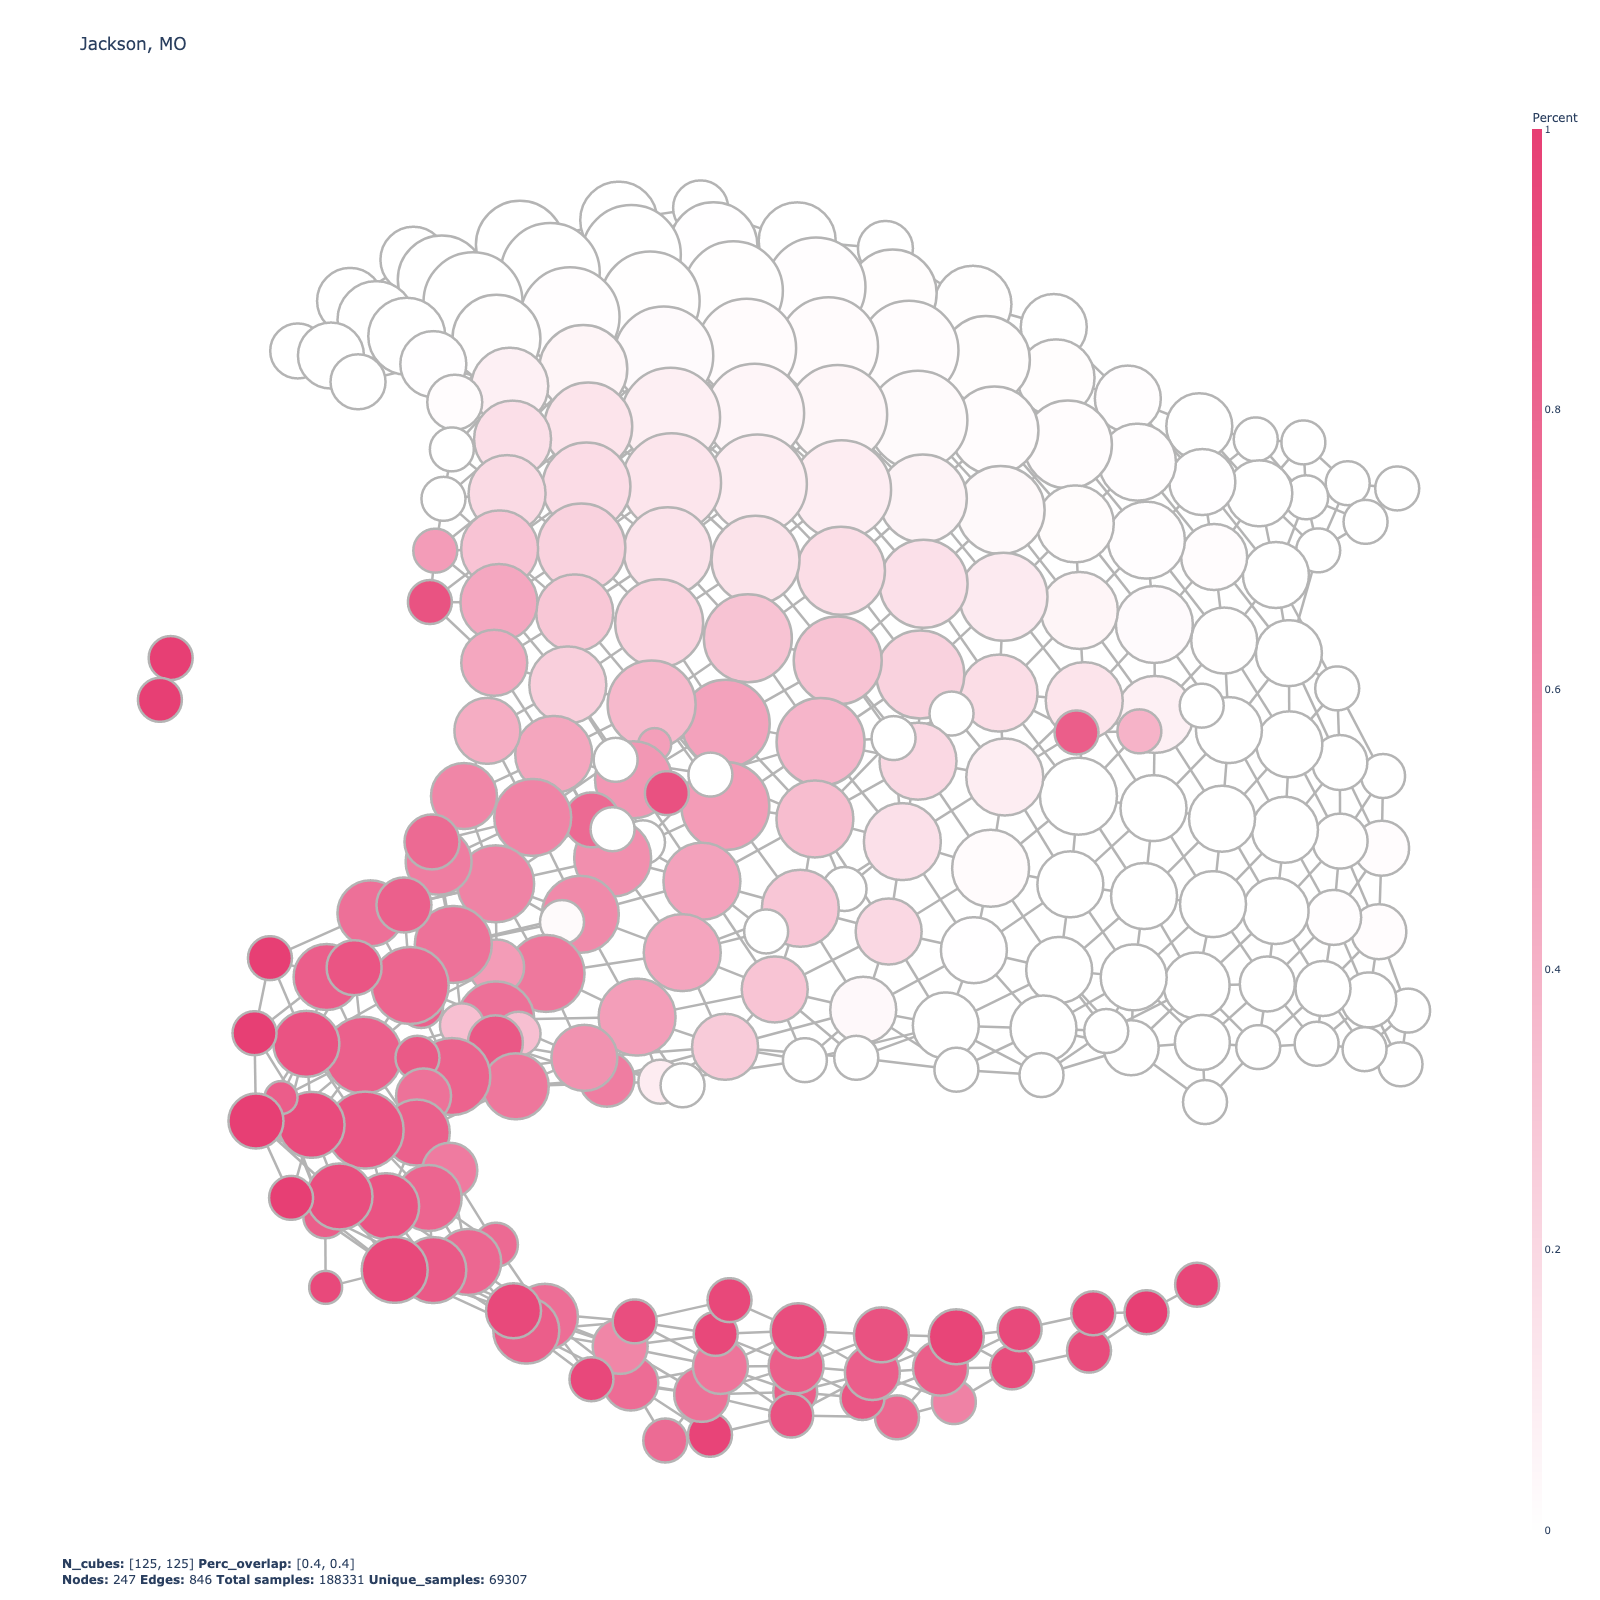 Jackson, MO
Percent
1
0.8
0.6
0.4
0.2
0
N_cubes: [125, 125] Perc_overlap: [0.4, 0.4]
Nodes: 247 Edges: 846 Total samples: 188331 Unique_samples: 69307